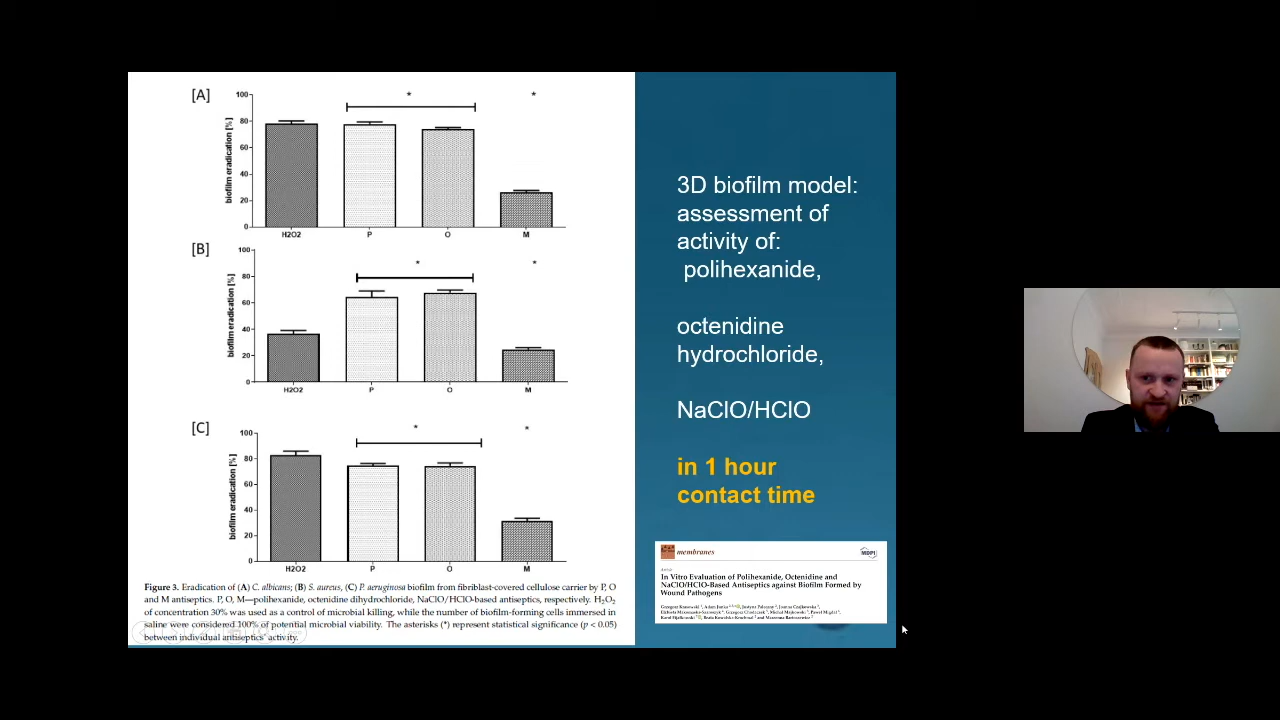 [A]
100
80
60
40
20
0
biofilm eradication [%]
*
*
H2O2
P
O
M
[B]
100
80
60
40
20
0
biofilm eradication [%]
*
*
H2O2
P
O
M
[C]
100
80
60
40
20
0
biofilm eradication [%]
*
*
H2O2
P
O
M
Figure 3. Eradication of (A) C. albicans; (B) S. aureus, (C) P. aeruginosa biofilm from fibriblast-covered cellulose carrier by P, O
and M antiseptics. P, O, M—polihexanide, octenidine dihydrochloride, NaClO/HClO-based antiseptics, respectively. H₂O₂
of concentration 30% was used as a control of microbial killing, while the number of biofilm-forming cells immersed in
saline were considered 100% of potential microbial viability. The asterisks (*) represent statistical significance (p < 0.05)
between individual antiseptics' activity.
3D biofilm model:
assessment of
activity of:
polihexanide,
octenidine
hydrochloride,
NaClO/HClO
in 1 hour
contact time
membranes
MDPI
Article
In Vitro Evaluation of Polihexanide, Octenidine and
NaClO/HClO-Based Antiseptics against Biofilm Formed by
Wound Pathogens